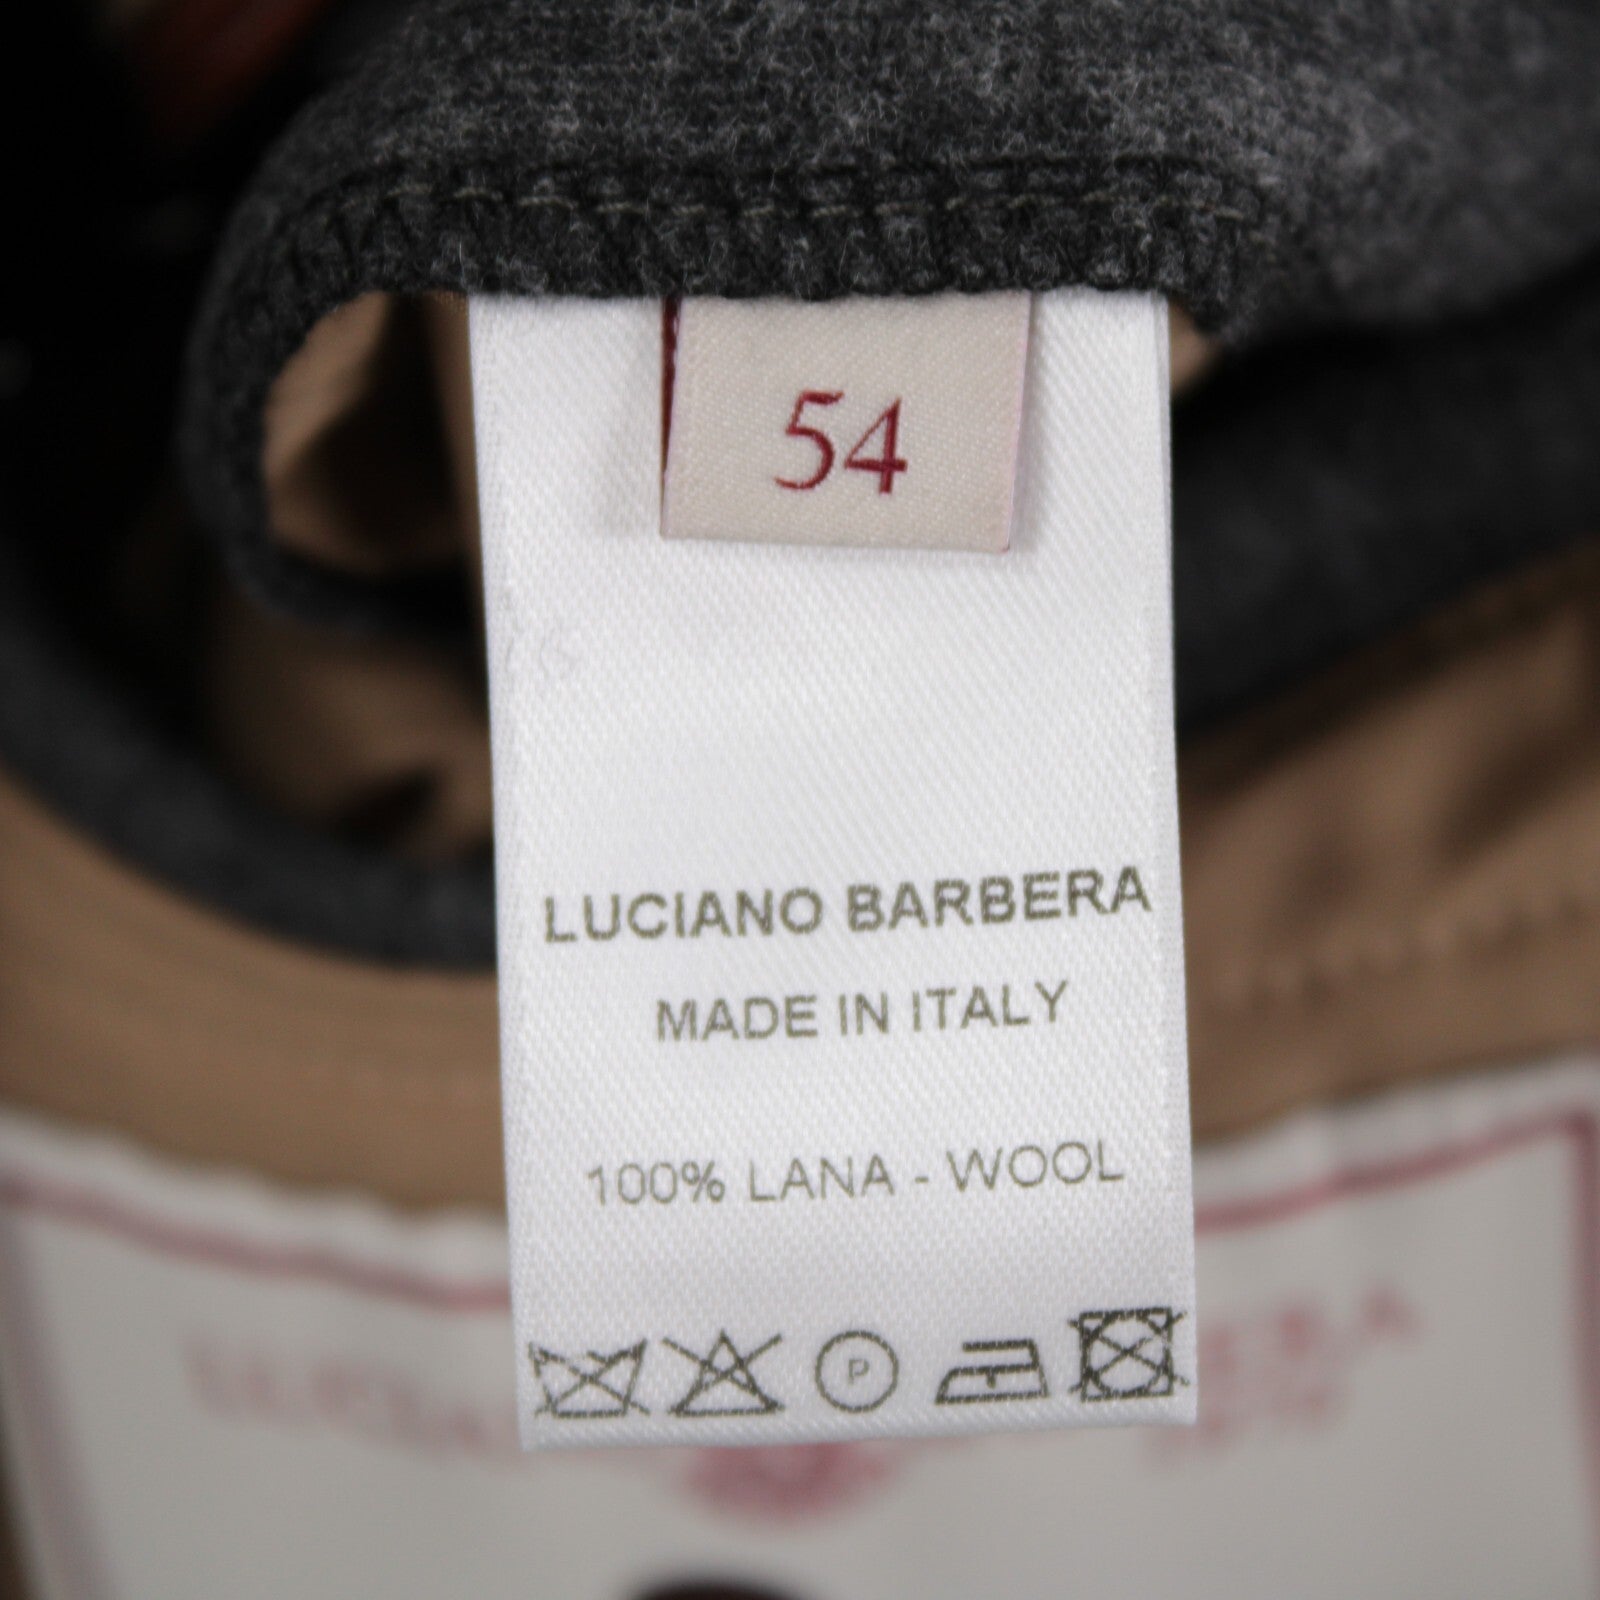 54
LUCIANO BARBERA
MADE IN ITALY
100% LANA - WOOL
P